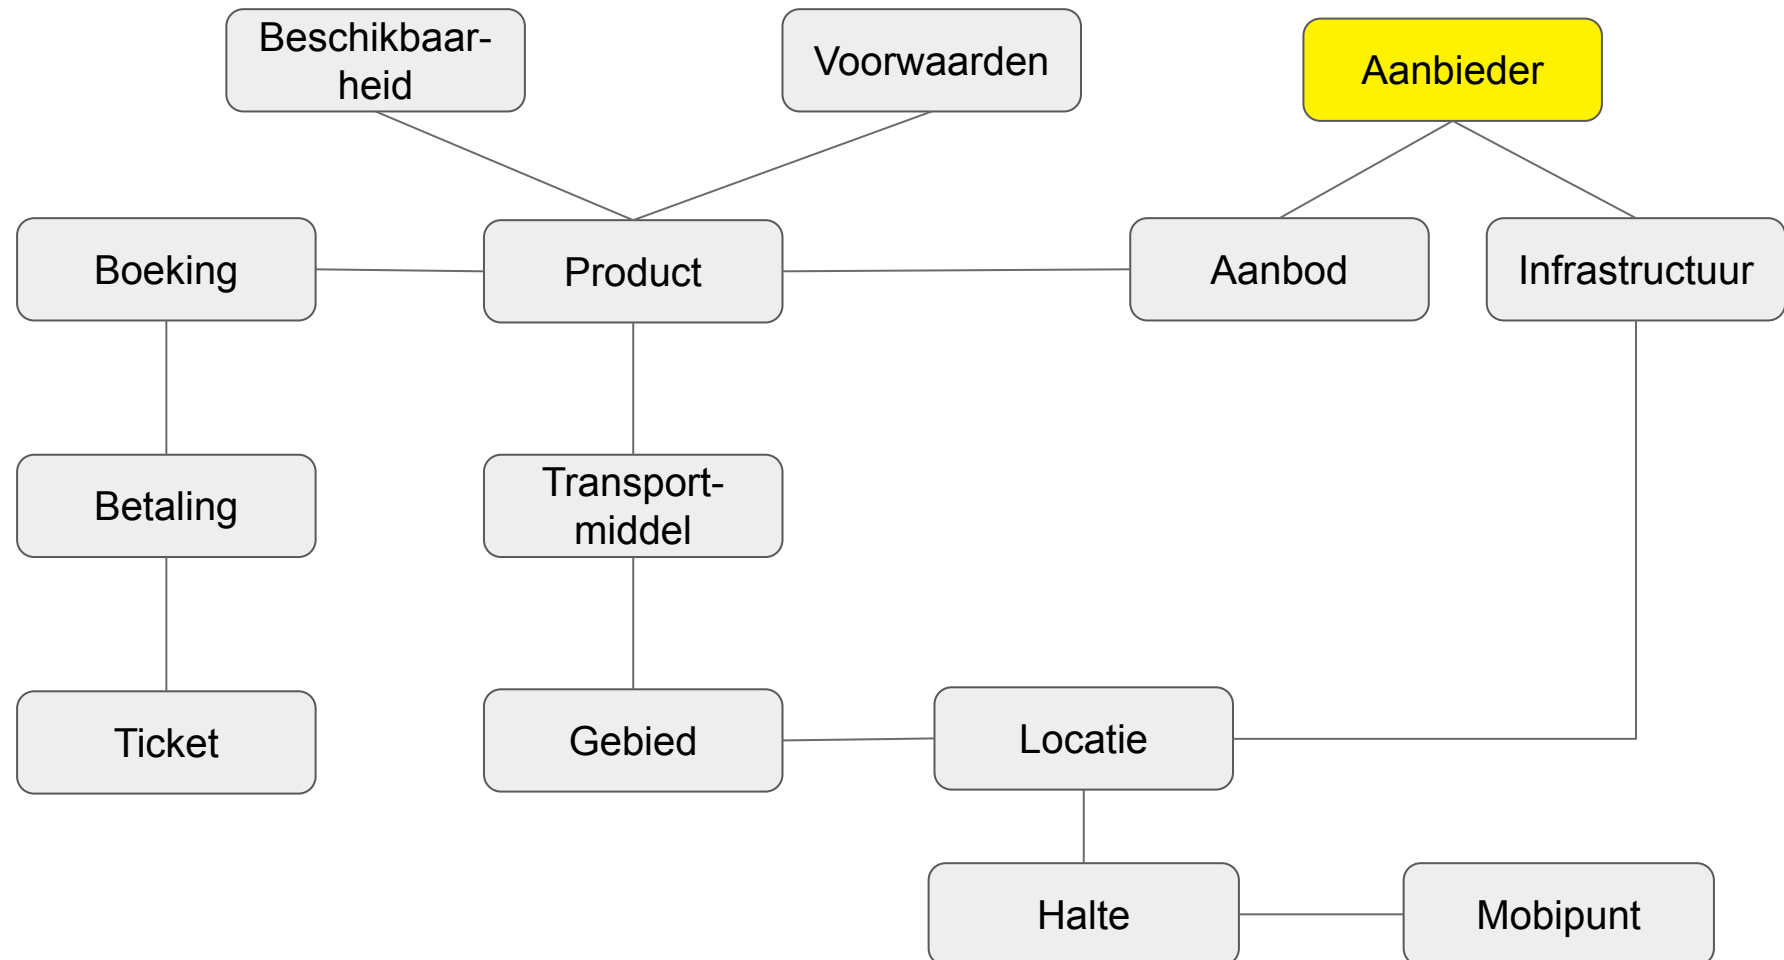 Beschikbaar-
heid
Voorwaarden
Aanbieder
Boeking
Product
Aanbod
Infrastructuur
Betaling
Transport-
middel
Ticket
Gebied
Locatie
Halte
Mobipunt